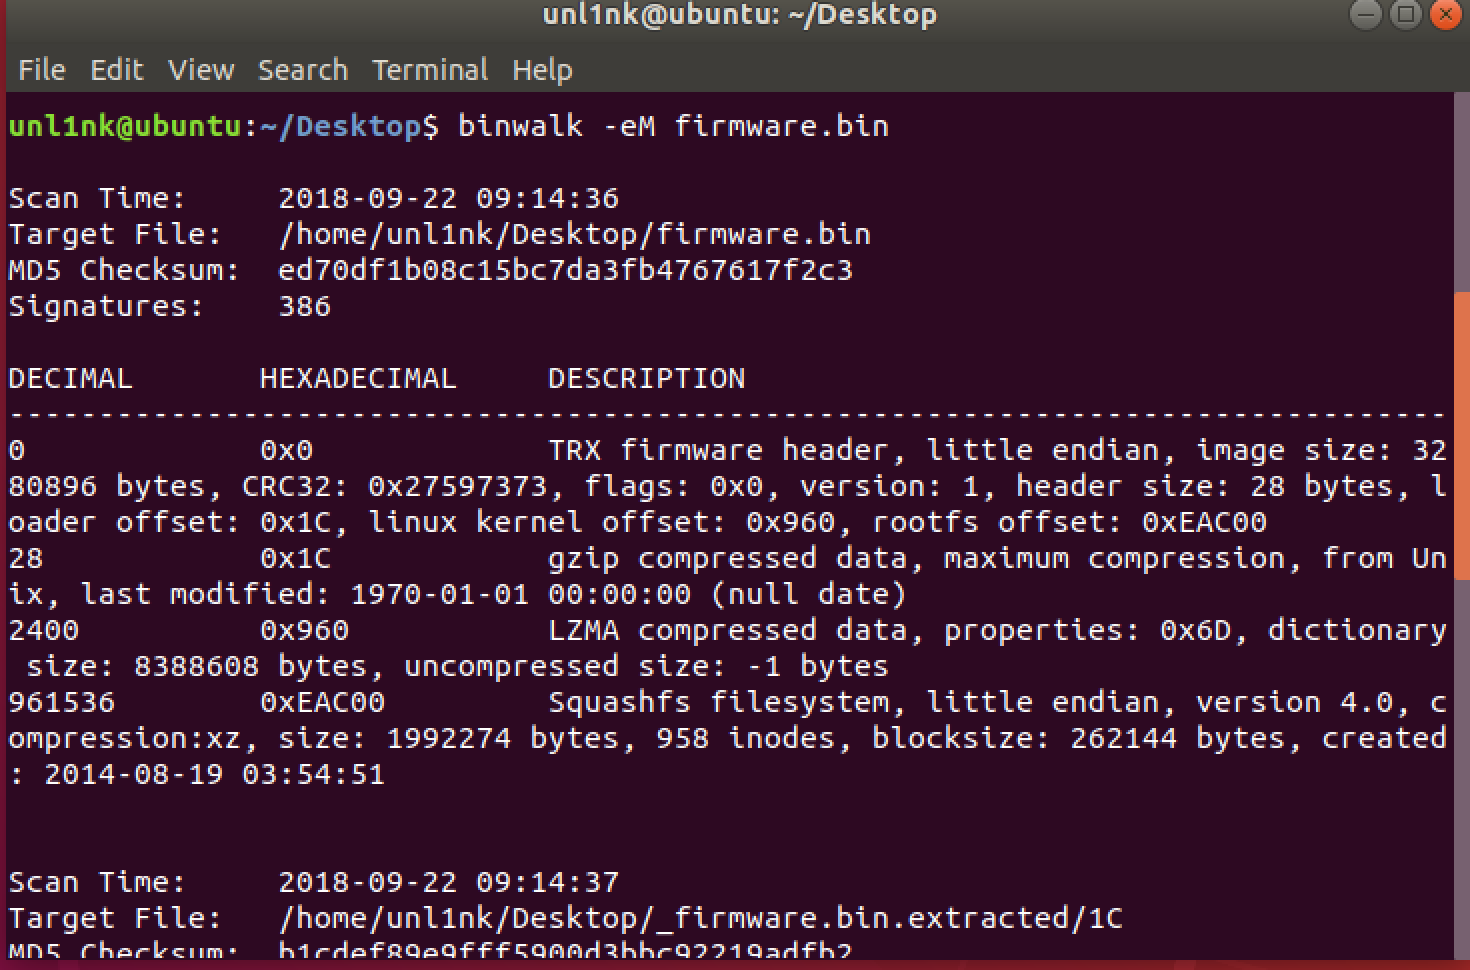 unl1nk@ubuntu: ~/Desktop
File Edit View Search Terminal Help
unl1nk@ubuntu:~/Desktop$ binwalk -eM firmware.bin
Scan Time:     2018-09-22 09:14:36
Target File:   /home/unl1nk/Desktop/firmware.bin
MD5 Checksum:  ed70df1b08c15bc7da3fb4767617f2c3
Signatures:    386
DECIMAL       HEXADECIMAL     DESCRIPTION
--------------------------------------------------------------------------------
0             0x0             TRX firmware header, little endian, image size: 32
80896 bytes, CRC32: 0x27597373, flags: 0x0, version: 1, header size: 28 bytes, l
oader offset: 0x1C, linux kernel offset: 0x960, rootfs offset: 0xEAC00
28            0x1C            gzip compressed data, maximum compression, from Un
ix, last modified: 1970-01-01 00:00:00 (null date)
2400          0x960           LZMA compressed data, properties: 0x6D, dictionary
 size: 8388608 bytes, uncompressed size: -1 bytes
961536        0xEAC00         Squashfs filesystem, little endian, version 4.0, c
ompression:xz, size: 1992274 bytes, 958 inodes, blocksize: 262144 bytes, created
: 2014-08-19 03:54:51
Scan Time:     2018-09-22 09:14:37
Target File:   /home/unl1nk/Desktop/_firmware.bin.extracted/1C
MD5 Checksum:  b1cdef89e9fff5900d3bbc92219adfb2